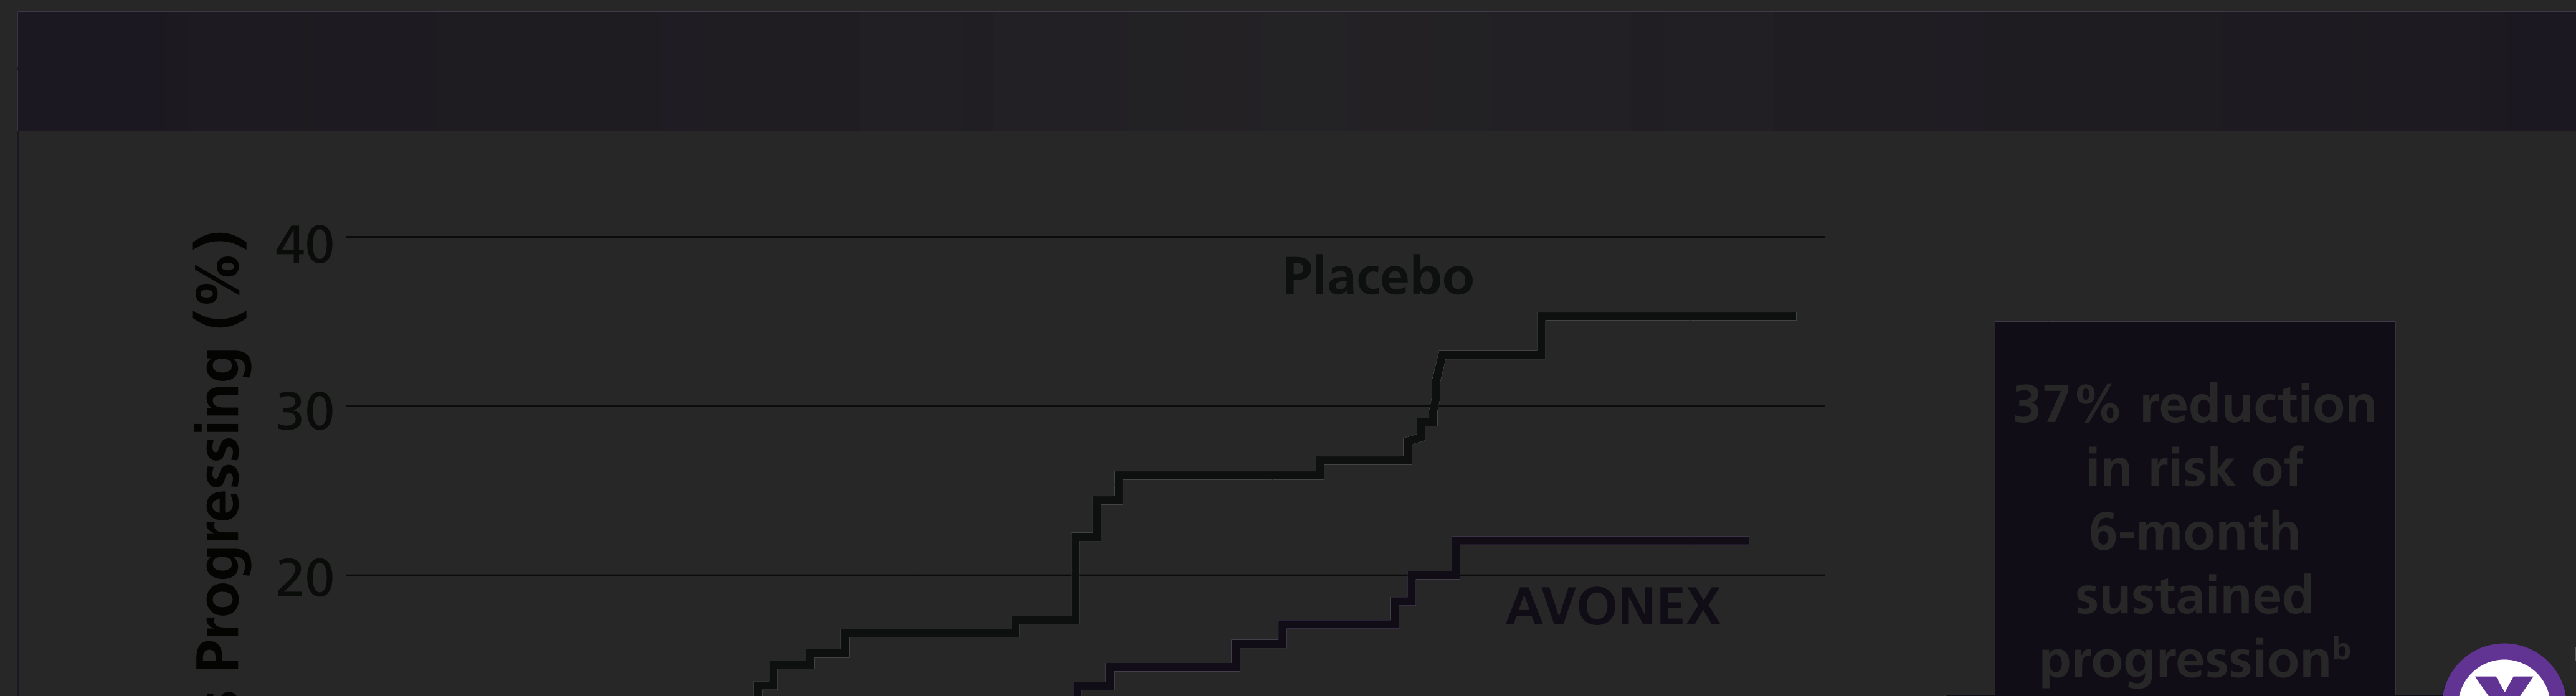 Progressing (%)
40
30
20
Placebo
AVONEX
37% reduction
in risk of
6-month
sustained
progressionᵇ